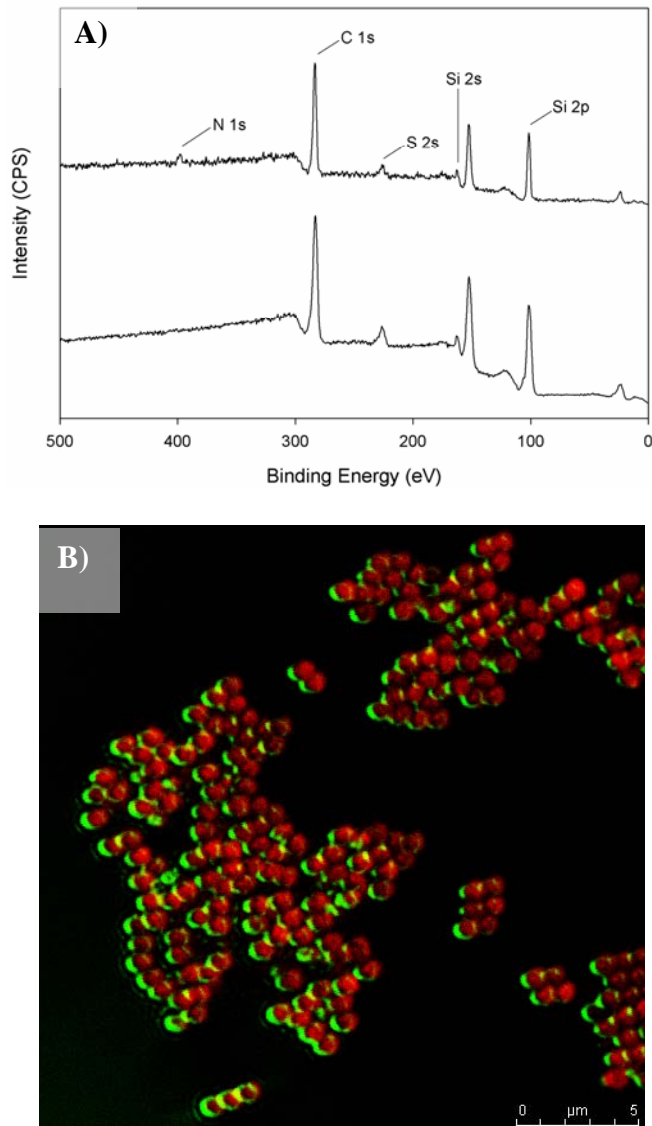 A)
C 1s
Si 2s
Si 2p
N 1s
S 2s
Intensity (CPS)
500 400 300 200 100 0
Binding Energy (eV)
B)
0 µm 5